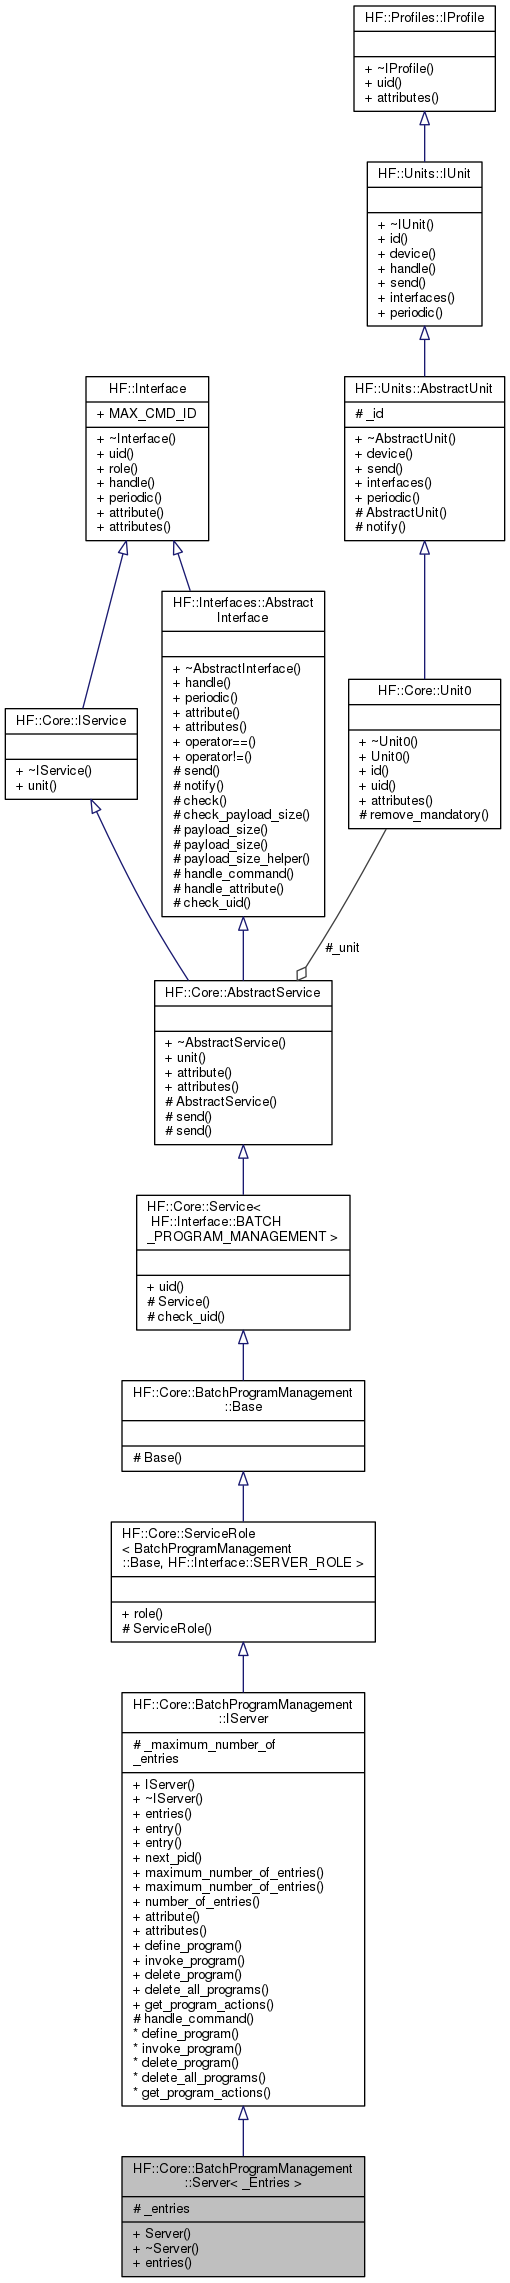 HF::Profiles::IProfile
+ ~IProfile()
+ uid()
+ attributes()
HF::Units::IUnit
+ ~IUnit()
+ id()
+ device()
+ handle()
+ send()
+ interfaces()
+ periodic()
HF::Interface
+ MAX_CMD_ID
+ ~Interface()
+ uid()
+ role()
+ handle()
+ periodic()
+ attribute()
+ attributes()
HF::Units::AbstractUnit
# _id
+ ~AbstractUnit()
+ device()
+ send()
+ interfaces()
+ periodic()
# AbstractUnit()
# notify()
HF::Interfaces::Abstract
Interface
+ ~AbstractInterface()
+ handle()
+ periodic()
+ attribute()
+ attributes()
+ operator==()
+ operator!=()
# send()
# notify()
# check()
# check_payload_size()
# payload_size()
# payload_size()
# payload_size_helper()
# handle_command()
# handle_attribute()
# check_uid()
HF::Core::IService
+ ~IService()
+ unit()
HF::Core::Unit0
+ ~Unit0()
+ Unit0()
+ id()
+ uid()
+ attributes()
# remove_mandatory()
#_unit
HF::Core::AbstractService
+ ~AbstractService()
+ unit()
+ attribute()
+ attributes()
# AbstractService()
# send()
# send()
HF::Core::Service<
HF::Interface::BATCH
_PROGRAM_MANAGEMENT >
+ uid()
# Service()
# check_uid()
HF::Core::BatchProgramManagement
::Base
# Base()
HF::Core::ServiceRole
< BatchProgramManagement
::Base, HF::Interface::SERVER_ROLE >
+ role()
# ServiceRole()
HF::Core::BatchProgramManagement
::IServer
# _maximum_number_of
_entries
+ IServer()
+ ~IServer()
+ entries()
+ entry()
+ entry()
+ next_pid()
+ maximum_number_of_entries()
+ maximum_number_of_entries()
+ number_of_entries()
+ attribute()
+ attributes()
+ define_program()
+ invoke_program()
+ delete_program()
+ delete_all_programs()
+ get_program_actions()
# handle_command()
* define_program()
* invoke_program()
* delete_program()
* delete_all_programs()
* get_program_actions()
HF::Core::BatchProgramManagement
::Server< _Entries >
# _entries
+ Server()
+ ~Server()
+ entries()